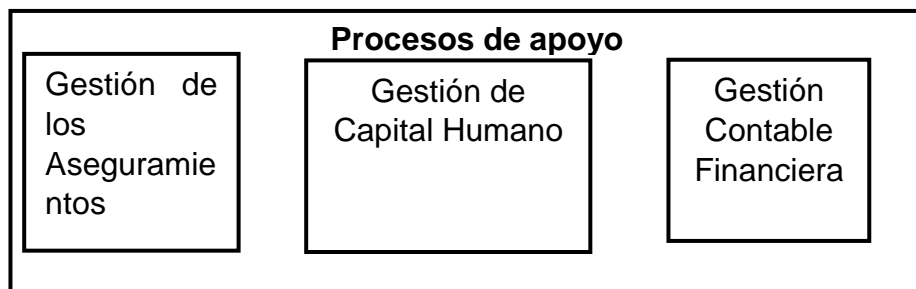 Procesos de apoyo
Gestión de
los
Aseguramie
ntos
Gestión de
Capital Humano
Gestión
Contable
Financiera